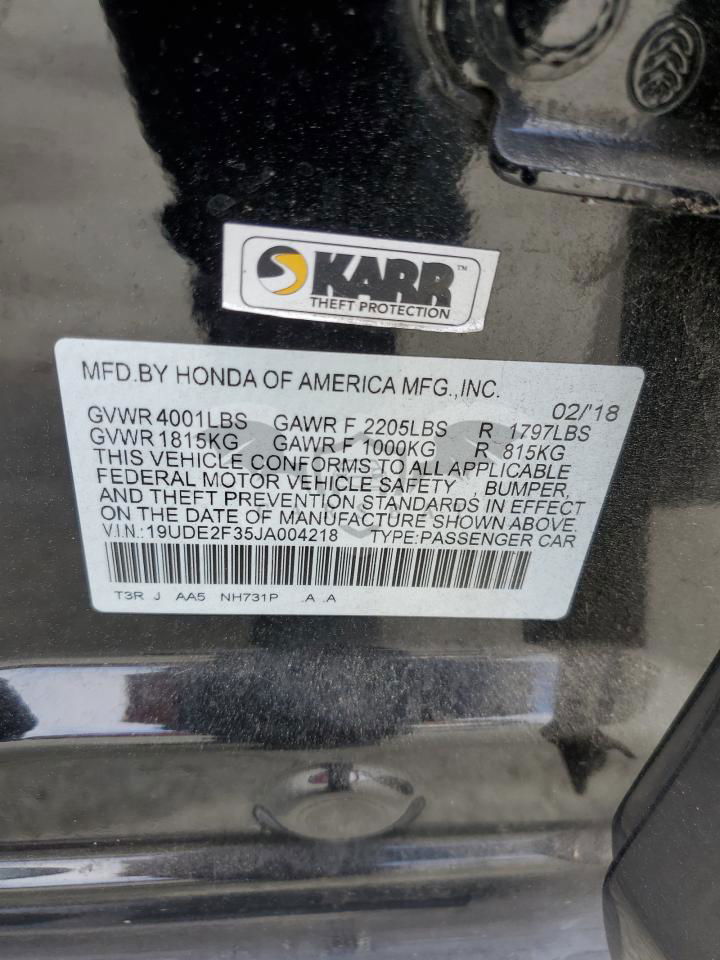 KARR™
THEFT PROTECTION
MFD.BY HONDA OF AMERICA MFG.,INC.
02/'18
GVWR 4001LBS GAWR F 2205LBS R 1797LBS
GVWR 1815KG GAWR F 1000KG R 815KG
THIS VEHICLE CONFORMS TO ALL APPLICABLE
FEDERAL MOTOR VEHICLE SAFETY , BUMPER,
AND THEFT PREVENTION STANDARDS IN EFFECT
ON THE DATE OF MANUFACTURE SHOWN ABOVE.
V.I.N.:19UDE2F35JA004218 TYPE:PASSENGER CAR
T3R J AA5 NH731P .A .A